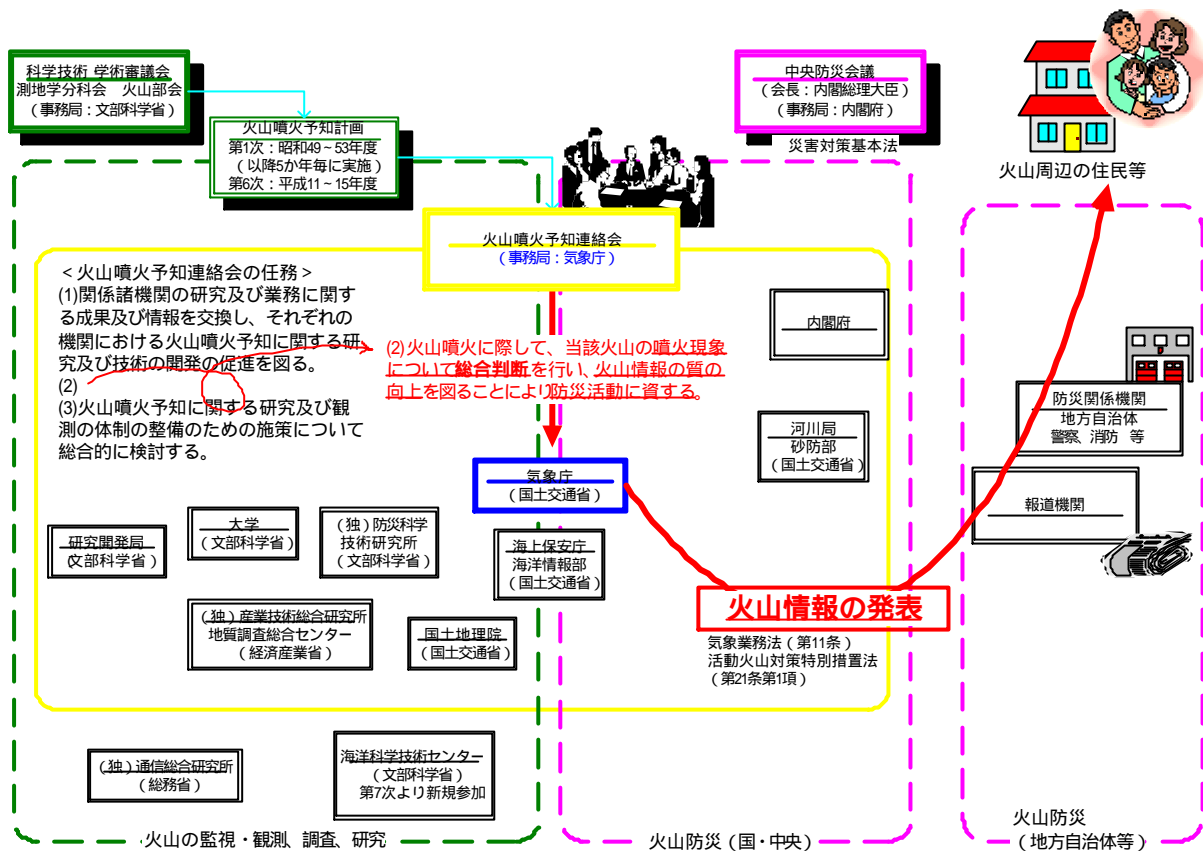 科学技術 学術審議会
測地学分科会　火山部会
(事務局：文部科学省)
火山噴火予知計画
第1次：昭和49～53年度
(以降5か年毎に実施)
第6次：平成11～15年度
中央防災会議
(会長：内閣総理大臣)
(事務局：内閣府)
災害対策基本法
火山周辺の住民等
火山噴火予知連絡会
(事務局：気象庁)
＜火山噴火予知連絡会の任務＞
(1)関係諸機関の研究及び業務に関す
る成果及び情報を交換し、それぞれの
機関における火山噴火予知に関する研
究及び技術の開発の促進を図る。
(2)
(3)火山噴火予知に関する研究及び観
測の体制の整備のための施策について
総合的に検討する。
(2)火山噴火に際して、当該火山の噴火現象
について総合判断を行い、火山情報の質の
向上を図ることにより防災活動に資する。
内閣府
河川局
砂防部
(国土交通省)
防災関係機関
地方自治体
警察、消防 等
報道機関
気象庁
(国土交通省)
研究開発局
(文部科学省)
大学
(文部科学省)
(独)防災科学
技術研究所
(文部科学省)
海上保安庁
海洋情報部
(国土交通省)
(独)産業技術総合研究所
地質調査総合センター
(経済産業省)
国土地理院
(国土交通省)
火山情報の発表
気象業務法(第11条)
活動火山対策特別措置法
(第21条第1項)
(独)通信総合研究所
(総務省)
海洋科学技術センター
(文部科学省)
第7次より新規参加
火山の監視・観測、調査、研究
火山防災(国・中央)
火山防災
(地方自治体等)